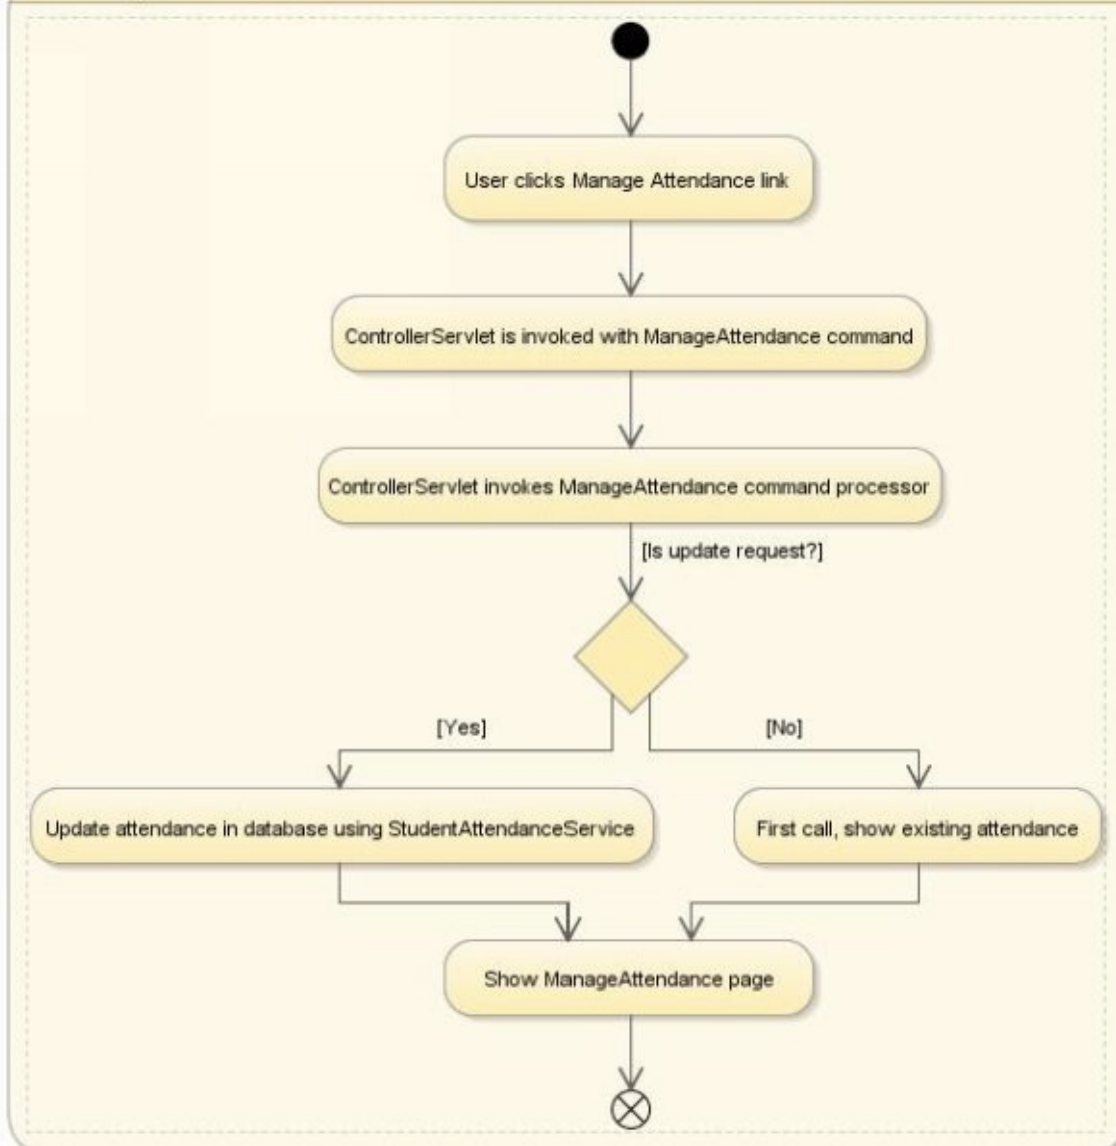 User clicks Manage Attendance link
ControllerServlet is invoked with ManageAttendance command
ControllerServlet invokes ManageAttendance command processor
[Is update request?]
[Yes]
[No]
Update attendance in database using StudentAttendanceService
First call, show existing attendance
Show ManageAttendance page